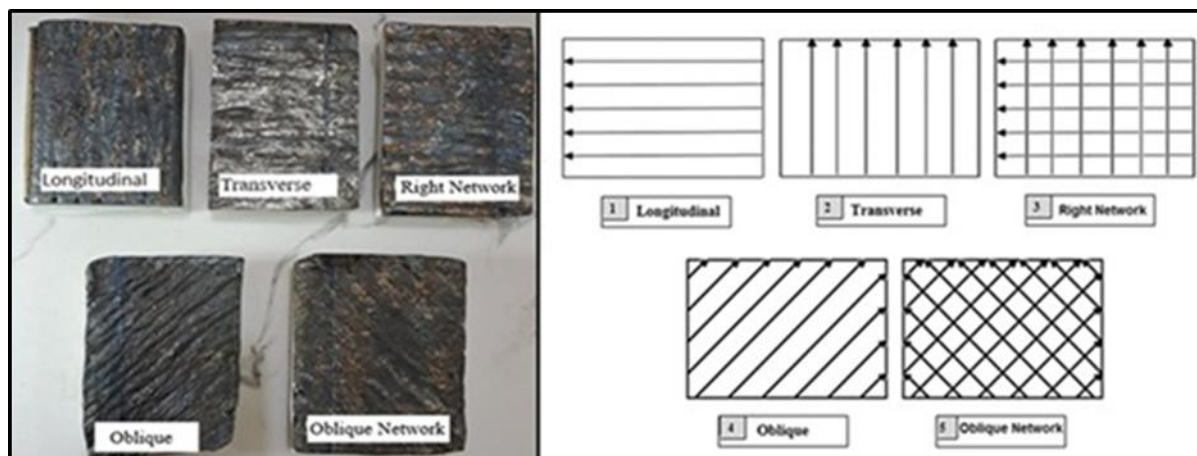 Longitudinal
Transverse
Right Network
Oblique
Oblique Network
1 Longitudinal
2 Transverse
3 Right Network
4 Oblique
5 Oblique Network